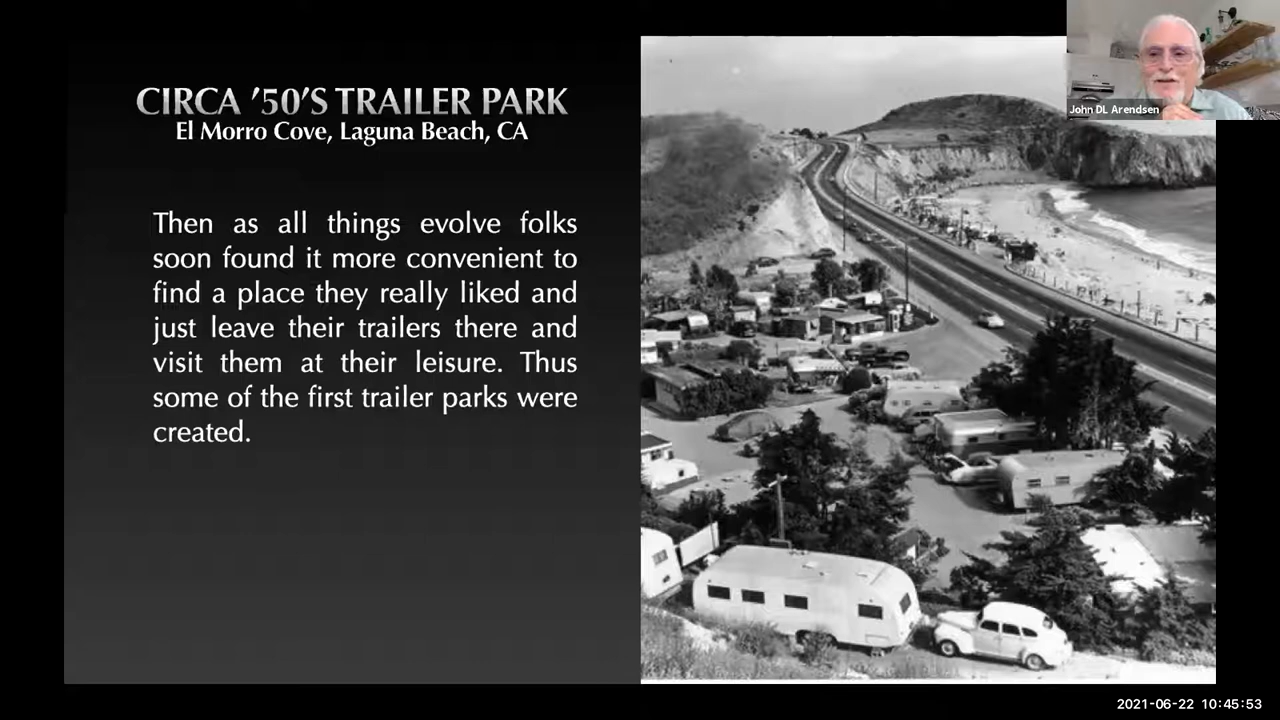 CIRCA '50'S TRAILER PARK
El Morro Cove, Laguna Beach, CA
Then as all things evolve folks
soon found it more convenient to
find a place they really liked and
just leave their trailers there and
visit them at their leisure. Thus
some of the first trailer parks were
created.
John DL Arendsen
2021-06-22 10:45:53